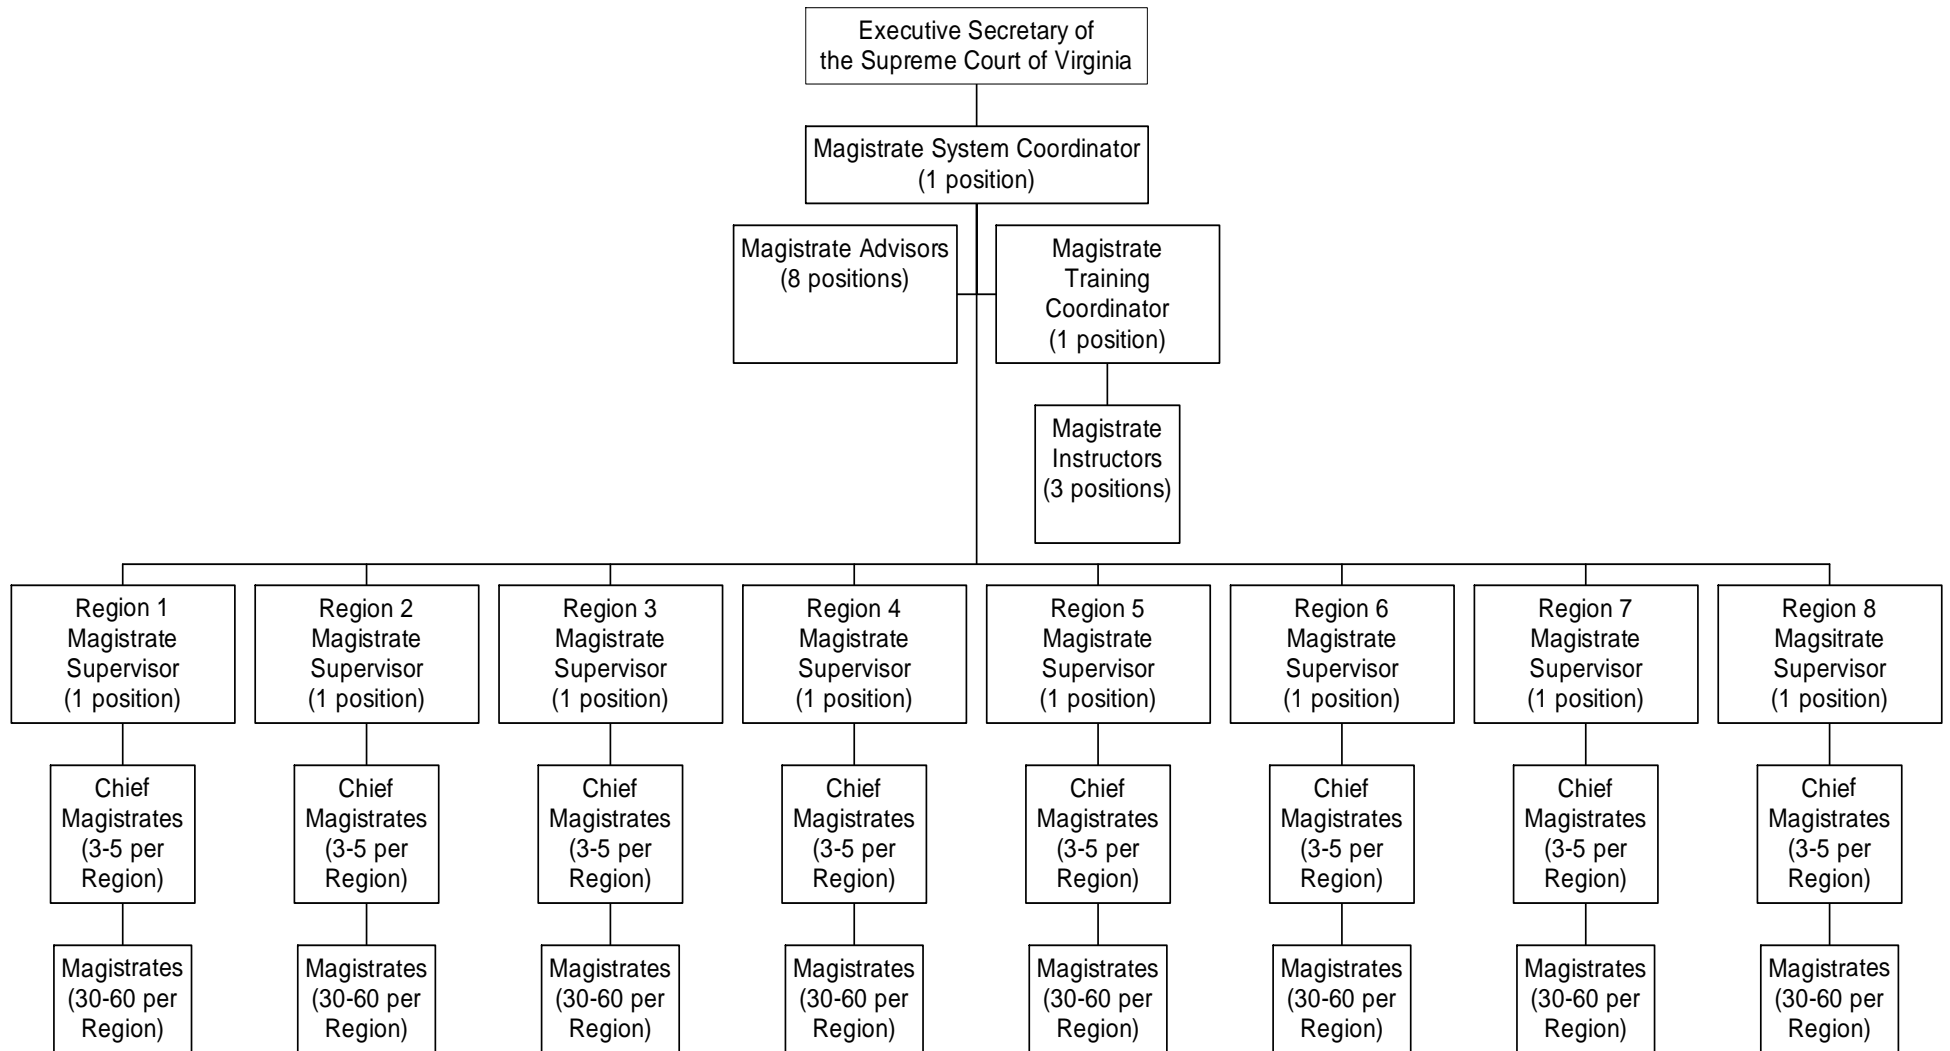 Executive Secretary of
the Supreme Court of Virginia
Magistrate System Coordinator
(1 position)
Magistrate Advisors
(8 positions)
Magistrate
Training
Coordinator
(1 position)
Magistrate
Instructors
(3 positions)
Region 1
Magistrate
Supervisor
(1 position)
Region 2
Magistrate
Supervisor
(1 position)
Region 3
Magistrate
Supervisor
(1 position)
Region 4
Magistrate
Supervisor
(1 position)
Region 5
Magistrate
Supervisor
(1 position)
Region 6
Magistrate
Supervisor
(1 position)
Region 7
Magistrate
Supervisor
(1 position)
Region 8
Magsitrate
Supervisor
(1 position)
Chief
Magistrates
(3-5 per
Region)
Chief
Magistrates
(3-5 per
Region)
Chief
Magistrates
(3-5 per
Region)
Chief
Magistrates
(3-5 per
Region)
Chief
Magistrates
(3-5 per
Region)
Chief
Magistrates
(3-5 per
Region)
Chief
Magistrates
(3-5 per
Region)
Chief
Magistrates
(3-5 per
Region)
Magistrates
(30-60 per
Region)
Magistrates
(30-60 per
Region)
Magistrates
(30-60 per
Region)
Magistrates
(30-60 per
Region)
Magistrates
(30-60 per
Region)
Magistrates
(30-60 per
Region)
Magistrates
(30-60 per
Region)
Magistrates
(30-60 per
Region)